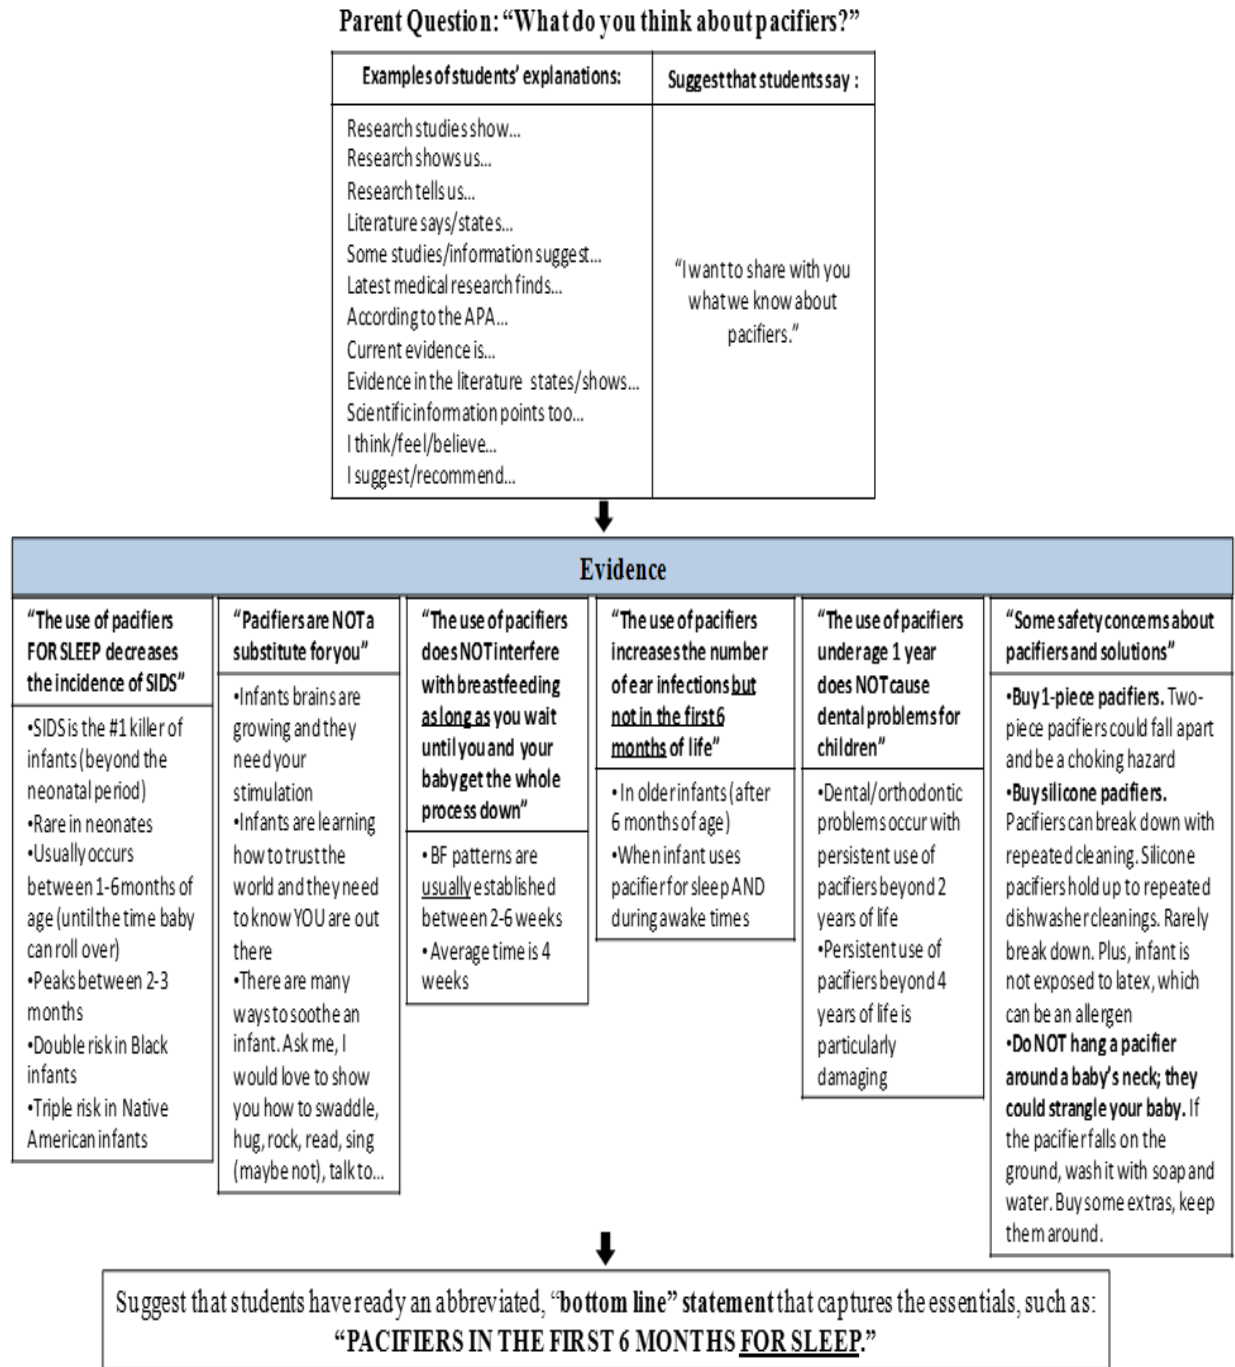 Parent Question: “What do you think about pacifiers?”
Examples of students’ explanations:
Research studies show...
Research shows us...
Research tells us...
Literature says/states...
Some studies/information suggest...
Latest medical research finds...
According to the APA...
Current evidence is...
Evidence in the literature states/shows...
Scientific information points too...
I think/feel/believe...
I suggest/recommend...
Suggest that students say :
“I want to share with you
what we know about
pacifiers.”
Evidence
“The use of pacifiers
FOR SLEEP decreases
the incidence of SIDS”
•SIDS is the #1 killer of
infants (beyond the
neonatal period)
•Rare in neonates
•Usually occurs
between 1-6 months of
age (until the time baby
can roll over)
•Peaks between 2-3
months
•Double risk in Black
infants
•Triple risk in Native
American infants
“Pacifiers are NOT a
substitute for you”
•Infants brains are
growing and they
need your
stimulation
•Infants are learning
how to trust the
world and they need
to know YOU are out
there
•There are many
ways to soothe an
infant. Ask me, I
would love to show
you how to swaddle,
hug, rock, read, sing
(maybe not), talk to...
“The use of pacifiers
does NOT interfere
with breastfeeding
as long as you wait
until you and your
baby get the whole
process down”
• BF patterns are
usually established
between 2-6 weeks
• Average time is 4
weeks
“The use of pacifiers
increases the number
of ear infections but
not in the first 6
months of life”
• In older infants (after
6 months of age)
•When infant uses
pacifier for sleep AND
during awake times
“The use of pacifiers
under age 1 year
does NOT cause
dental problems for
children”
• Dental/orthodontic
problems occur with
persistent use of
pacifiers beyond 2
years of life
•Persistent use of
pacifiers beyond 4
years of life is
particularly
damaging
“Some safety concerns about
pacifiers and solutions”
•Buy 1-piece pacifiers. Two-
piece pacifiers could fall apart
and be a choking hazard
•Buy silicone pacifiers.
Pacifiers can break down with
repeated cleaning. Silicone
pacifiers hold up to repeated
dishwasher cleanings. Rarely
break down. Plus, infant is
not exposed to latex, which
can be an allergen
•Do NOT hang a pacifier
around a baby’s neck; they
could strangle your baby. If
the pacifier falls on the
ground, wash it with soap and
water. Buy some extras, keep
them around.
Suggest that students have ready an abbreviated, “bottom line” statement that captures the essentials, such as:
“PACIFIERS IN THE FIRST 6 MONTHS FOR SLEEP.”